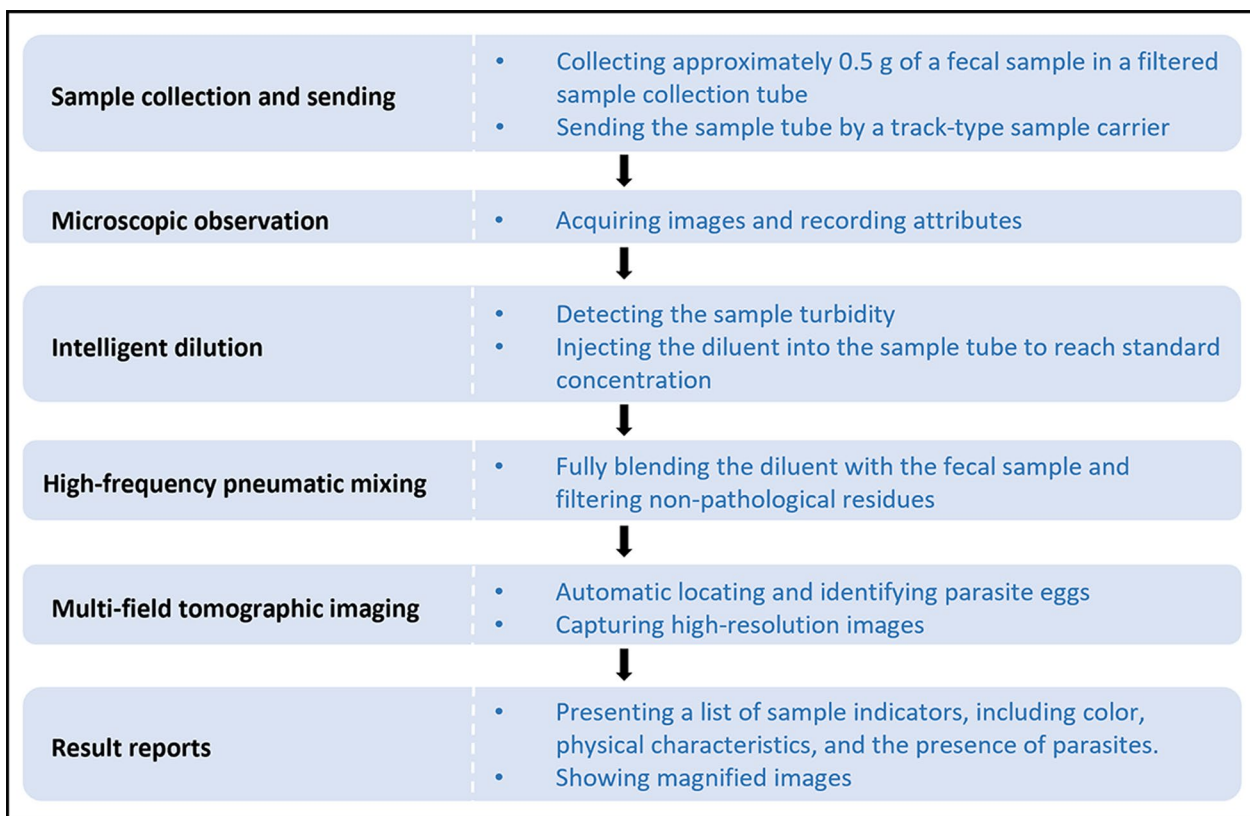 Sample collection and sending
• Collecting approximately 0.5 g of a fecal sample in a filtered
sample collection tube
• Sending the sample tube by a track-type sample carrier
Microscopic observation
• Acquiring images and recording attributes
Intelligent dilution
• Detecting the sample turbidity
• Injecting the diluent into the sample tube to reach standard
concentration
High-frequency pneumatic mixing
• Fully blending the diluent with the fecal sample and
filtering non-pathological residues
Multi-field tomographic imaging
• Automatic locating and identifying parasite eggs
• Capturing high-resolution images
Result reports
• Presenting a list of sample indicators, including color,
physical characteristics, and the presence of parasites.
• Showing magnified images